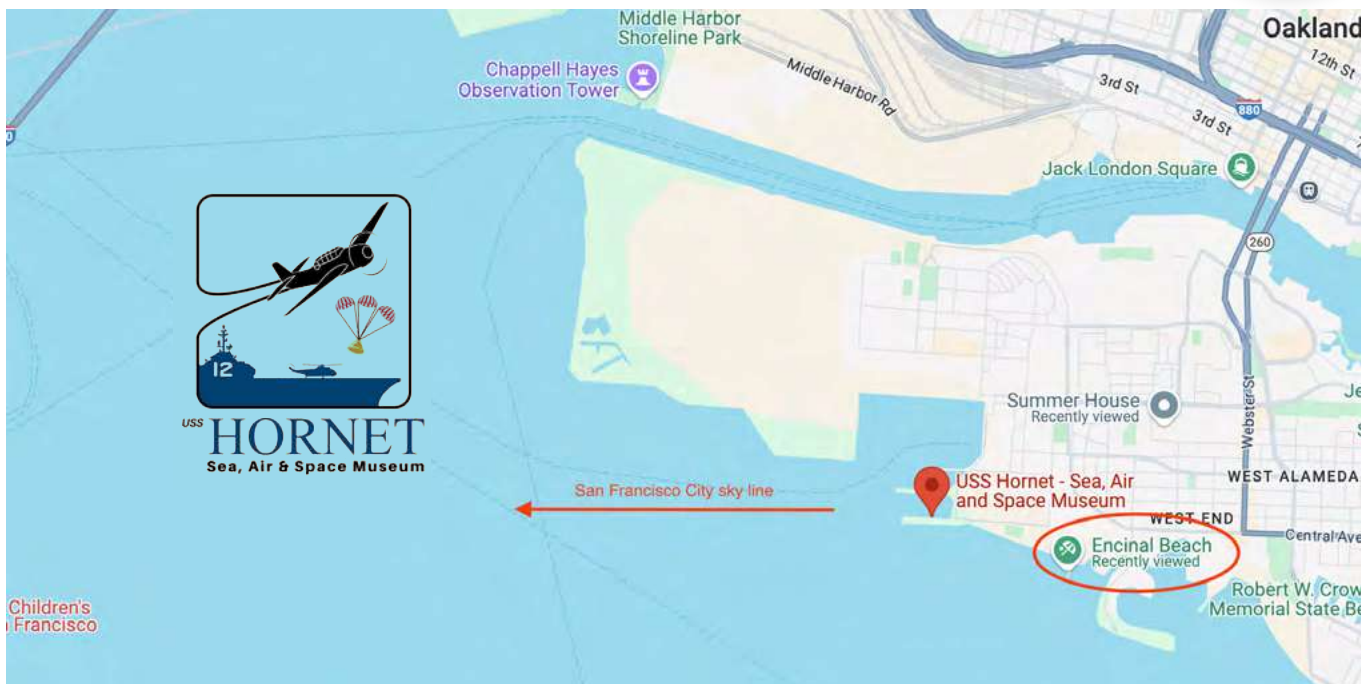 Middle Harbor
Shoreline Park
Oakland
12th St
Chappell Hayes
Observation Tower
Middle Harbor Rd
3rd St
880
3rd St
Jack London Square
260
12
USS HORNET
Sea, Air & Space Museum
Summer House
Recently viewed
Webster St
WEST ALAMEDA
USS Hornet - Sea, Air
and Space Museum
San Francisco City sky line
WEST END
Central Ave
Encinal Beach
Recently viewed
Robert W. Crow
Memorial State Be
Children's
Francisco